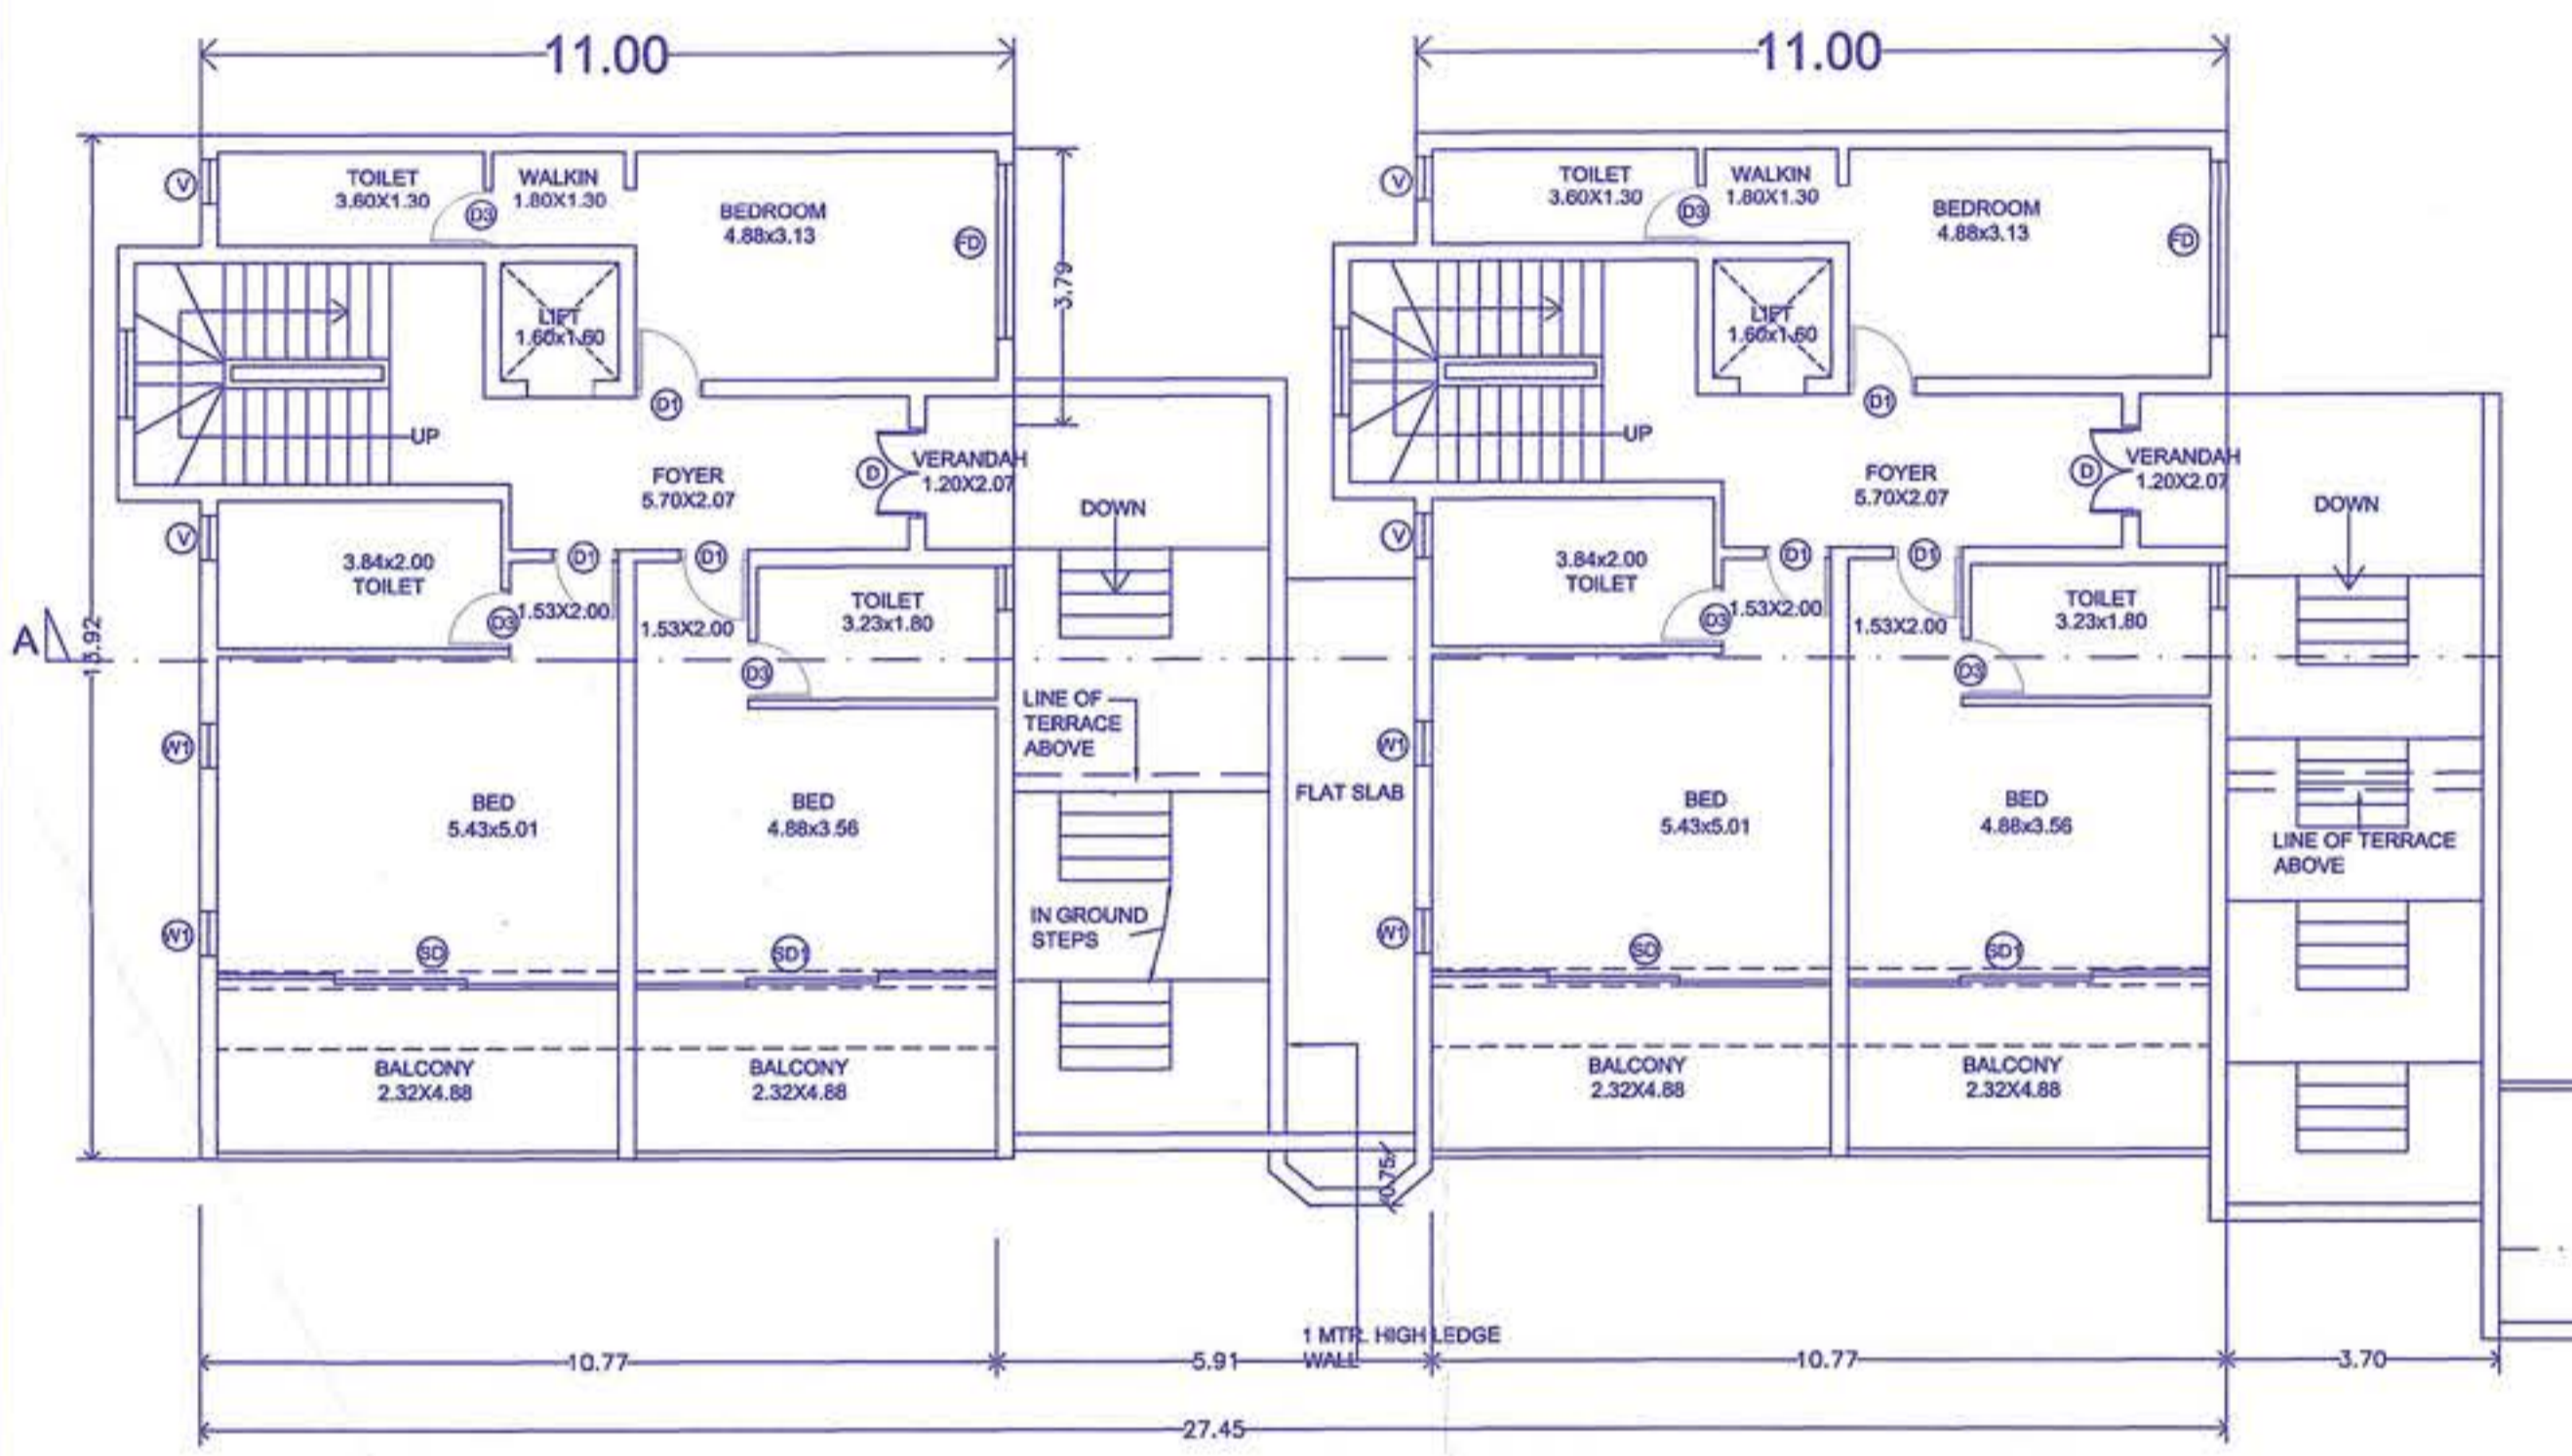 11.00
11.00
V
TOILET
3.60X1.30
D3
WALKIN
1.80X1.30
BEDROOM
4.88x3.13
FD
3.79
LIFT
1.60x1.60
D1
UP
FOYER
5.70X2.07
D
VERANDAH
1.20X2.07
DOWN
V
3.84x2.00
TOILET
D1
D1
D3
1.53X2.00
1.53X2.00
TOILET
3.23x1.80
D3
A
13.92
LINE OF
TERRACE
ABOVE
W1
BED
5.43x5.01
BED
4.88x3.56
W1
SD
SD1
IN GROUND
STEPS
BALCONY
2.32X4.88
BALCONY
2.32X4.88
FLAT SLAB
0.75
V
TOILET
3.60X1.30
D3
WALKIN
1.80X1.30
BEDROOM
4.88x3.13
FD
LIFT
1.60x1.60
D1
UP
FOYER
5.70X2.07
D
VERANDAH
1.20X2.07
DOWN
V
3.84x2.00
TOILET
D1
D1
D3
1.53X2.00
1.53X2.00
TOILET
3.23x1.80
D3
W1
BED
5.43x5.01
BED
4.88x3.56
LINE OF TERRACE
ABOVE
W1
SD
SD1
BALCONY
2.32X4.88
BALCONY
2.32X4.88
1 MTR. HIGH LEDGE
WALL
10.77
5.91
10.77
3.70
27.45